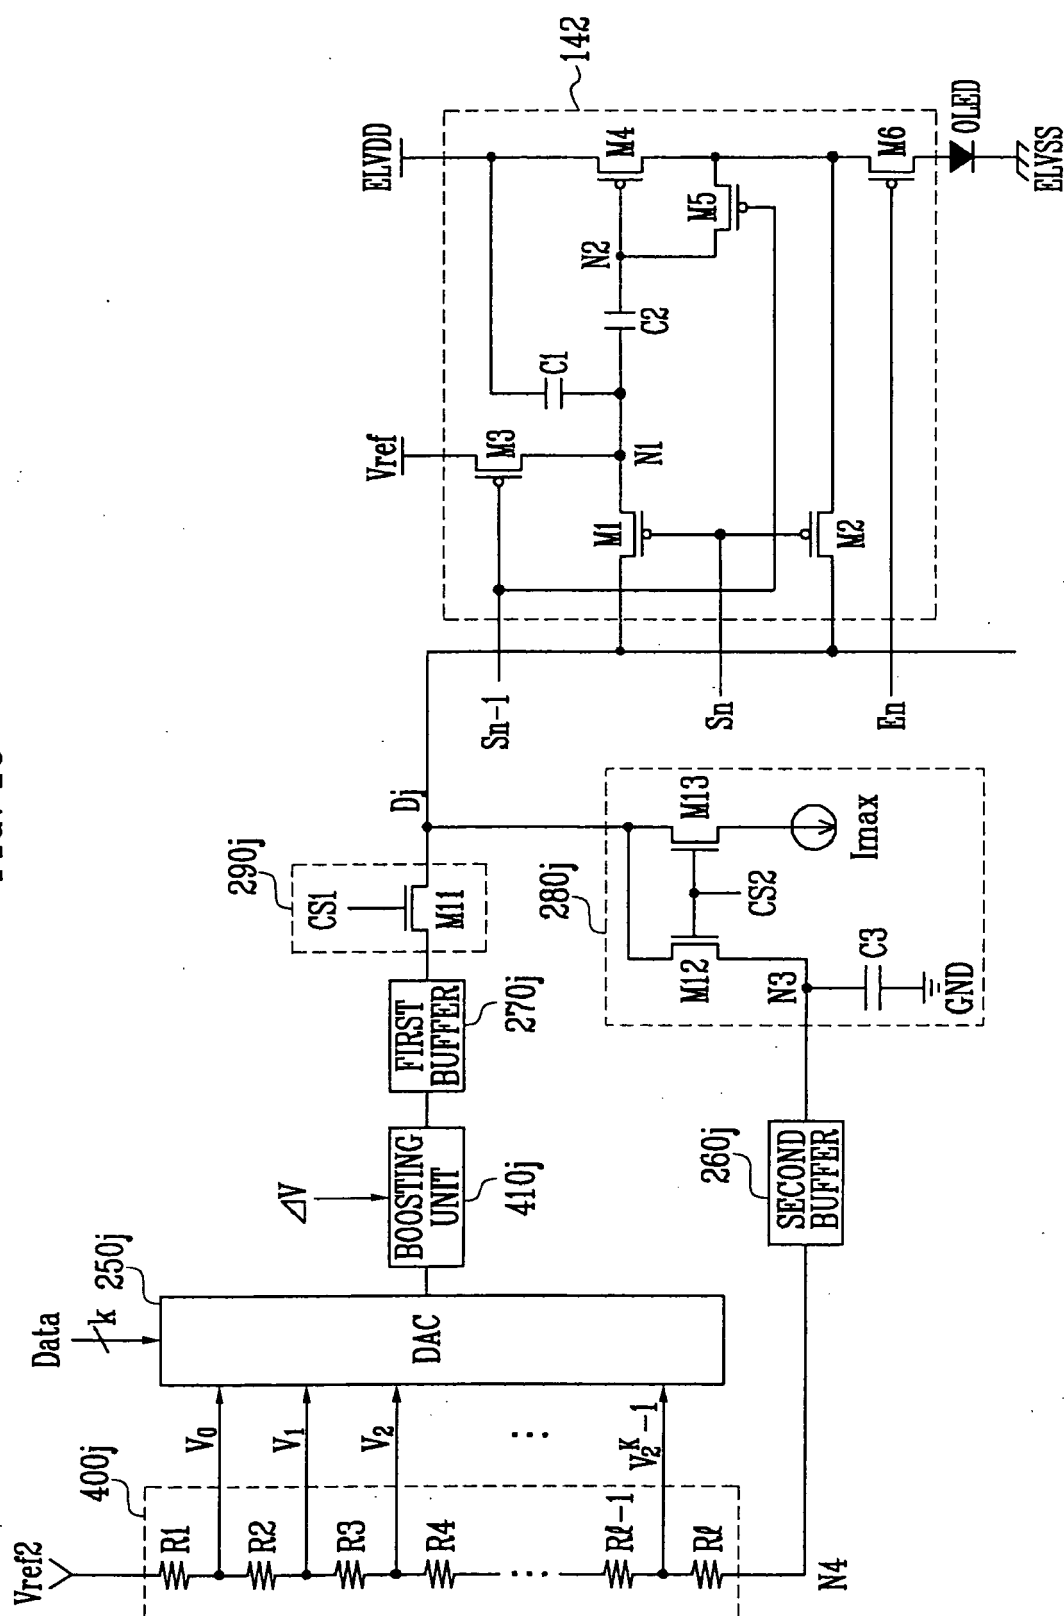 142
ELVDD
M4
M6
OLED
ELVSS
M5
N2
C2
C1
Vref
M3
N1
M1
M2
Sn-1
Sn
En
Dj
290j
CS1
M11
280j
M13
Imax
CS2
M12
N3
C3
GND
FIRST
BUFFER
270j
ΔV
BOOSTING
UNIT
410j
260j
SECOND
BUFFER
Data
k
250j
DAC
V0
V1
V2
...
V2^K-1
400j
Vref2
R1
R2
R3
R4
...
Rℓ-1
Rℓ
N4